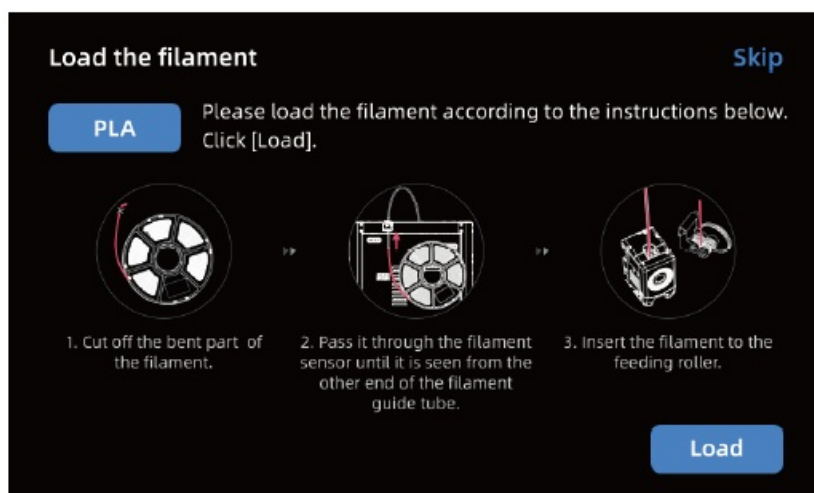 Load the filament
Skip
PLA
Please load the filament according to the instructions below.
Click [Load].
1. Cut off the bent part of
the filament.
2. Pass it through the filament
sensor until it is seen from the
other end of the filament
guide tube.
3. Insert the filament to the
feeding roller.
Load